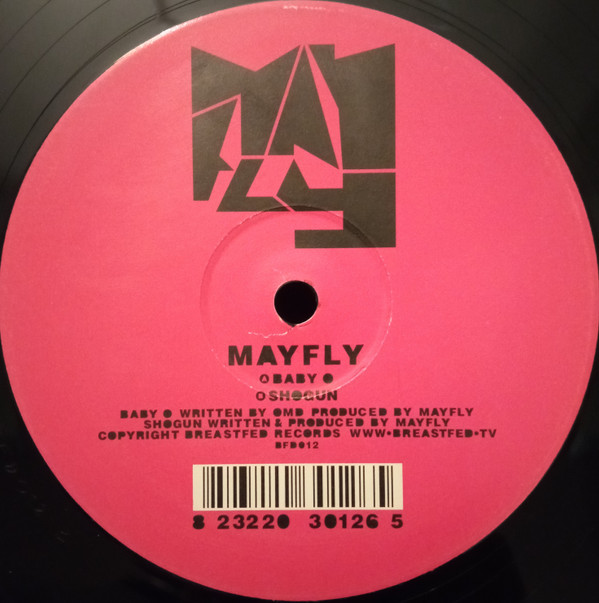 MAYFLY
MAYFLY
BABY O
SHOGUN
BABY O WRITTEN BY OMD PRODUCED BY MAYFLY
SHOGUN WRITTEN & PRODUCED BY MAYFLY
COPYRIGHT BREASTFED RECORDS WWW•BREASTFED•TV
BFD012
8 23220 30126 5